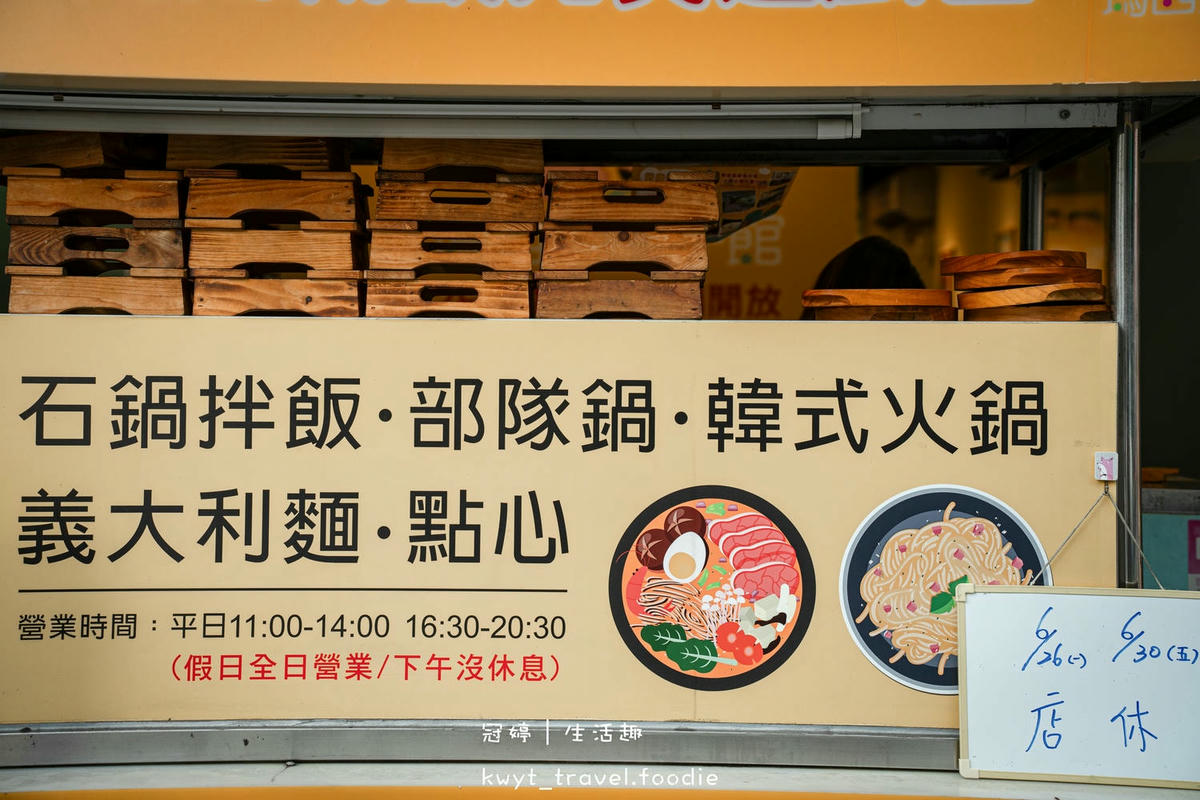 館
開放
石鍋拌飯·部隊鍋·韓式火鍋
義大利麵·點心
營業時間：平日11:00-14:00 16:30-20:30
（假日全日營業/下午沒休息）
6/26(一) 6/30(五)
店休
冠婷｜生活趣
kwyt_travel.foodie